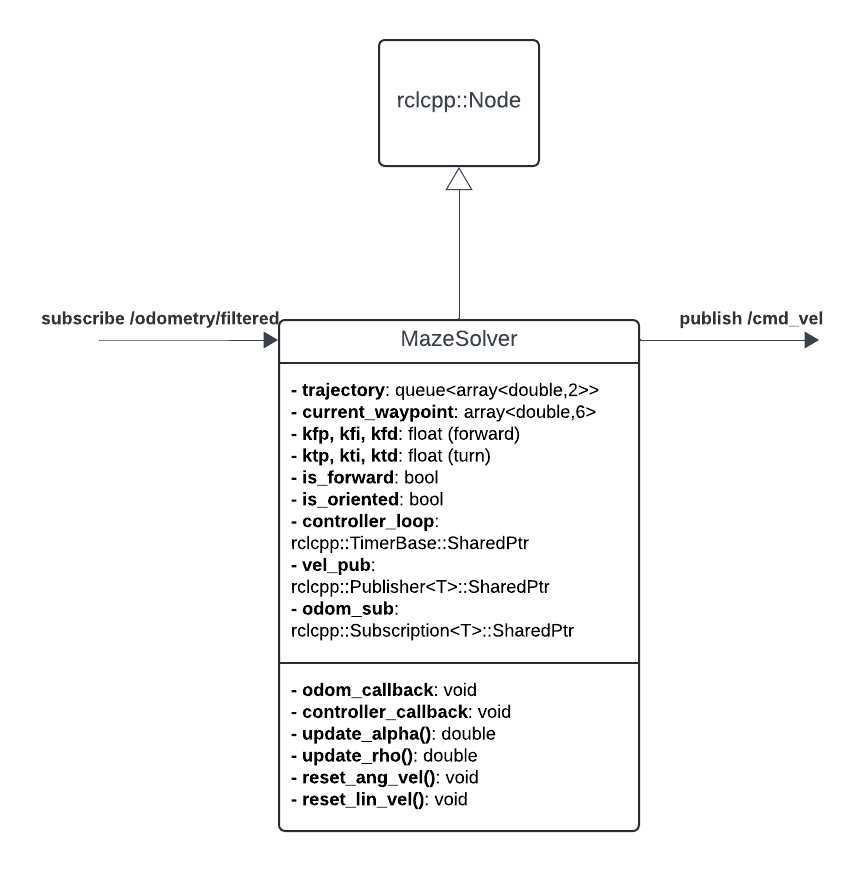 rclcpp::Node
subscribe /odometry/filtered
publish /cmd_vel
MazeSolver
- trajectory: queue<array<double,2>>
- current_waypoint: array<double,6>
- kfp, kfi, kfd: float (forward)
- ktp, kti, ktd: float (turn)
- is_forward: bool
- is_oriented: bool
- controller_loop:
rclcpp::TimerBase::SharedPtr
- vel_pub:
rclcpp::Publisher<T>::SharedPtr
- odom_sub:
rclcpp::Subscription<T>::SharedPtr
- odom_callback: void
- controller_callback: void
- update_alpha(): double
- update_rho(): double
- reset_ang_vel(): void
- reset_lin_vel(): void